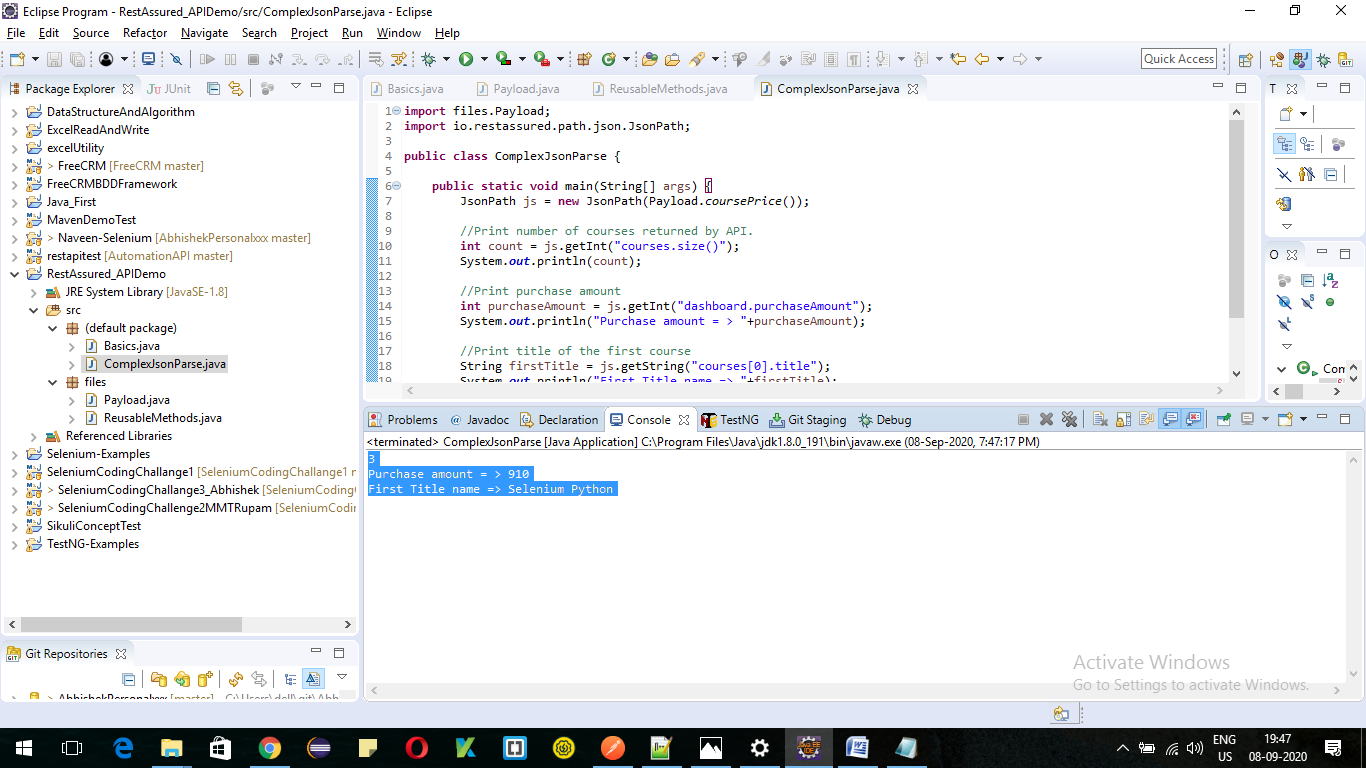 Eclipse Program - RestAssured_APIDemo/src/ComplexJsonParse.java - Eclipse
File Edit Source Refactor Navigate Search Project Run Window Help
Quick Access
Package Explorer JUnit
DataStructureAndAlgorithm
ExcelReadAndWrite
excelUtility
> FreeCRM [FreeCRM master]
FreeCRMBDDFramework
Java_First
MavenDemoTest
> Naveen-Selenium [AbhishekPersonalxxx master]
restapitest [AutomationAPI master]
RestAssured_APIDemo
JRE System Library [JavaSE-1.8]
src
(default package)
Basics.java
ComplexJsonParse.java
files
Payload.java
ReusableMethods.java
Referenced Libraries
Selenium-Examples
SeleniumCodingChallange1 [SeleniumCodingChallange1 r
> SeleniumCodingChallange3_Abhishek [SeleniumCoding
> SeleniumCodingChallenge2MMTRupam [SeleniumCodi
SikuliConceptTest
TestNG-Examples
Git Repositories
> AbhishekPersonalxxx [master] - C:\Users\dell\git\Abh
Basics.java Payload.java ReusableMethods.java ComplexJsonParse.java
1 import files.Payload;
2 import io.restassured.path.json.JsonPath;
3
4 public class ComplexJsonParse {
5
6 public static void main(String[] args) {
7 JsonPath js = new JsonPath(Payload.coursePrice());
8
9 //Print number of courses returned by API.
10 int count = js.getInt("courses.size()");
11 System.out.println(count);
12
13 //Print purchase amount
14 int purchaseAmount = js.getInt("dashboard.purchaseAmount");
15 System.out.println("Purchase amount = > "+purchaseAmount);
16
17 //Print title of the first course
18 String firstTitle = js.getString("courses[0].title");
19 System.out.println("First Title name => "+firstTitle);
T
O
Con
Problems @ Javadoc Declaration Console TestNG Git Staging Debug
<terminated> ComplexJsonParse [Java Application] C:\Program Files\Java\jdk1.8.0_191\bin\javaw.exe (08-Sep-2020, 7:47:17 PM)
3
Purchase amount = > 910
First Title name => Selenium Python
Activate Windows
Go to Settings to activate Windows.
ENG
US
19:47
08-09-2020